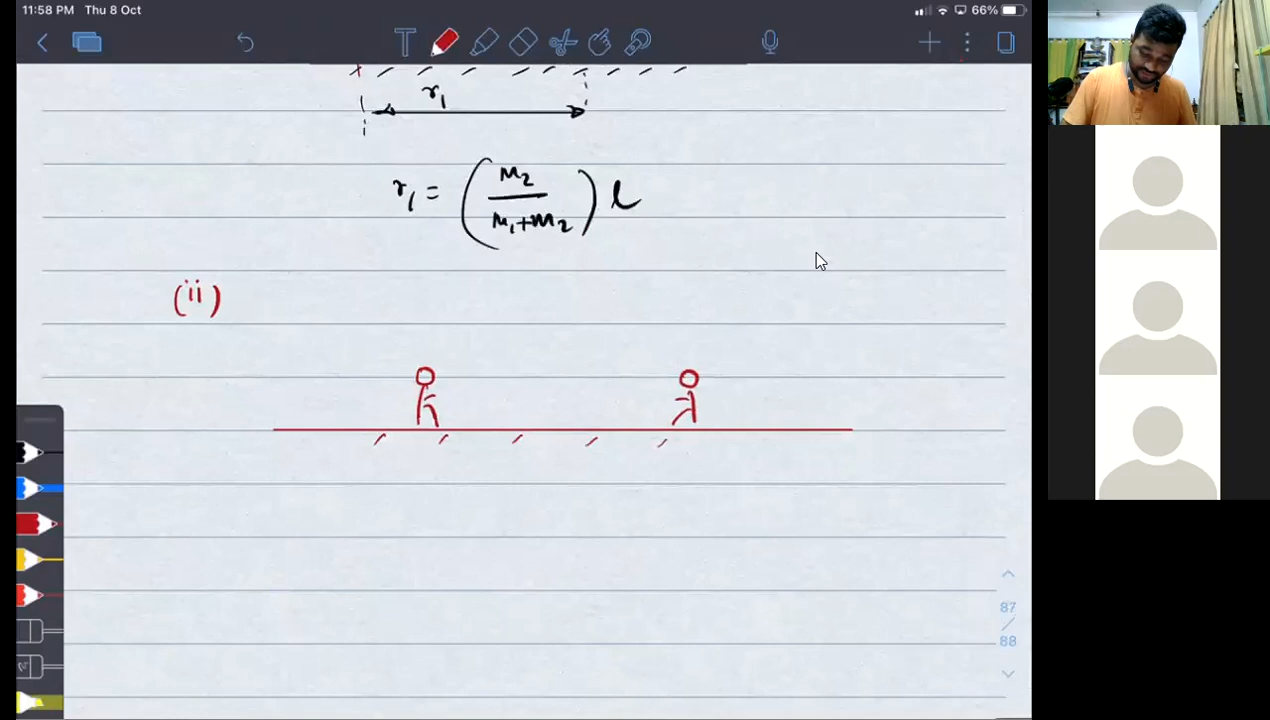 11:58 PM Thu 8 Oct 66%
T
r₁
r₁ = (m₂ / m₁+m₂) l
(ii)
87
/
88